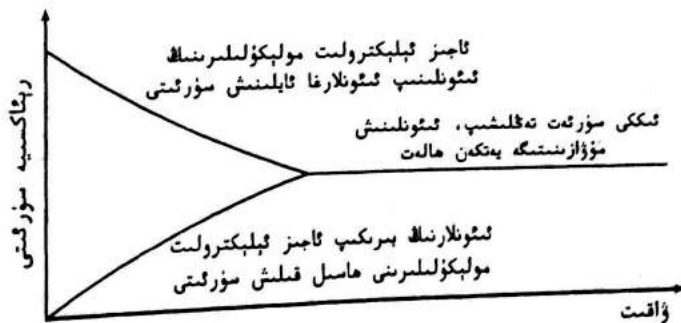 ئاجىز ئېلېكترولىت مولېكۇلىلىرىنىڭ
ئىئونلىنىپ ئىئونلارغا ئايلىنىش سۈرئىتى
ئىككى سۈرئەت تەڭلىشىپ، ئىئونلىنىش
مۇۋازىنىتىگە يەتكەن ھالەت
رېئاكسىيە سۈرئىتى
ئىئونلارنىڭ بىرىكىپ ئاجىز ئېلېكترولىت
مولېكۇلىلىرىنى ھاسىل قىلىش سۈرئىتى
ۋاقىت